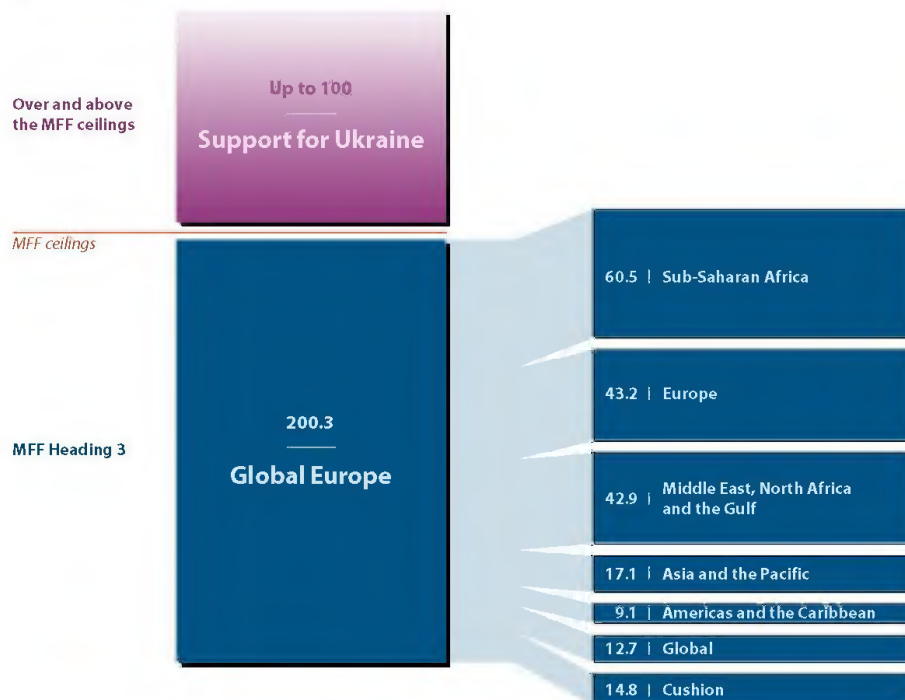 Up to 100
Support for Ukraine
Over and above
the MFF ceilings
MFF ceilings
MFF Heading 3
200.3
Global Europe
60.5 | Sub-Saharan Africa
43.2 | Europe
42.9 | Middle East, North Africa
and the Gulf
17.1 | Asia and the Pacific
9.1 | Americas and the Caribbean
12.7 | Global
14.8 | Cushion